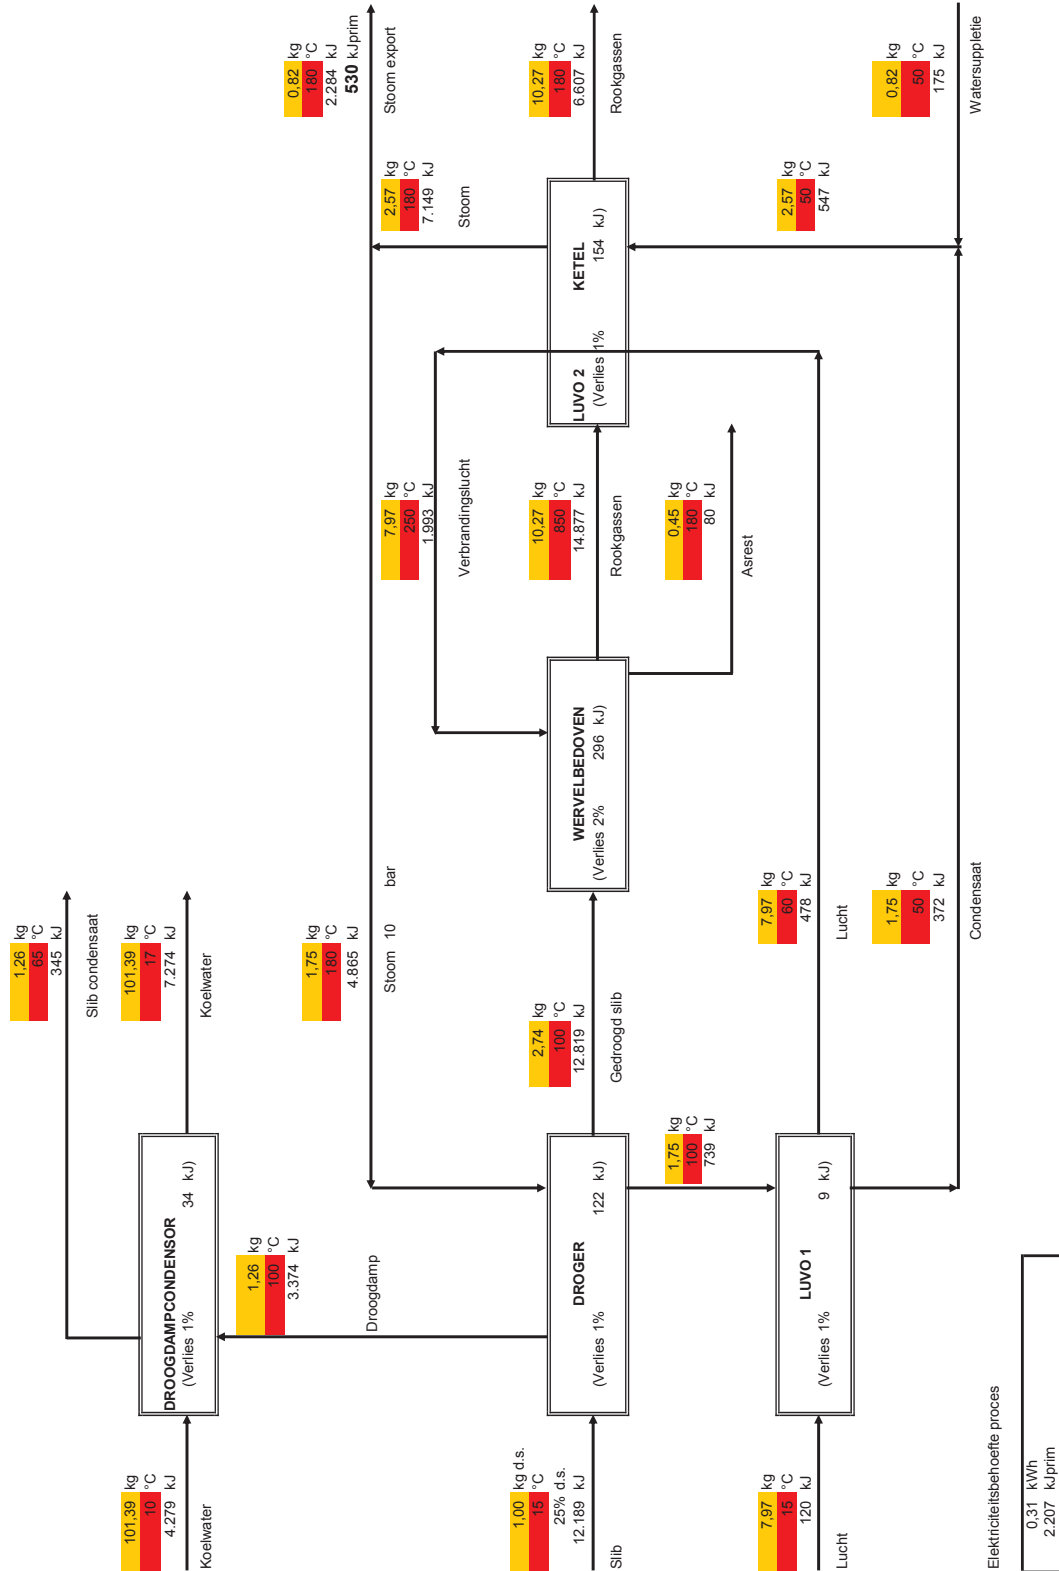 101,39 kg
10 °C
4.279 kJ
Koelwater
DROOGDAMPCONDENSOR
(Verlies 1% 34 kJ)
1,26 kg
65 °C
345 kJ
Slib condensaat
101,39 kg
17 °C
7.274 kJ
Koelwater
1,26 kg
100 °C
3.374 kJ
Droogdamp
1,75 kg
180 °C
4.865 kJ
Stoom 10 bar
0,82 kg
180 °C
2.284 kJ
530 kJprim
Stoom export
2,57 kg
180 °C
7.149 kJ
Stoom
7,97 kg
250 °C
1.993 kJ
Verbrandingslucht
1,00 kg d.s.
15 °C
25% d.s.
12.189 kJ
Slib
DROGER
(Verlies 1% 122 kJ)
2,74 kg
100 °C
12.819 kJ
Gedroogd slib
WERVELBEDOVEN
(Verlies 2% 296 kJ)
10,27 kg
850 °C
14.877 kJ
Rookgassen
LUVO 2 KETEL
(Verlies 1% 154 kJ)
10,27 kg
180 °C
6.607 kJ
Rookgassen
1,75 kg
100 °C
739 kJ
0,45 kg
180 °C
80 kJ
Asrest
7,97 kg
15 °C
120 kJ
Lucht
LUVO 1
(Verlies 1% 9 kJ)
7,97 kg
60 °C
478 kJ
Lucht
2,57 kg
50 °C
547 kJ
1,75 kg
50 °C
372 kJ
Condensaat
0,82 kg
50 °C
175 kJ
Watersuppletie
Elektriciteitsbehoefte proces
0,31 kWh
2.207 kJprim